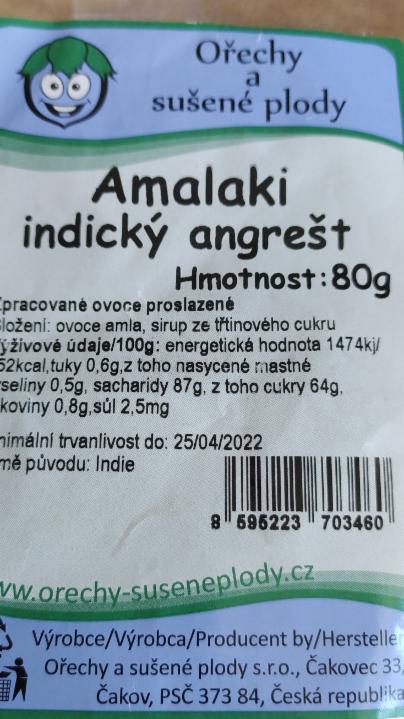 Ořechy
a
sušené plody
Amalaki
indický angrešt
Hmotnost:80g
pracované ovoce proslazené
ložení: ovoce amla, sirup ze třtinového cukru
ýživové údaje/100g: energetická hodnota 1474kj/
52kcal,tuky 0,6g,z toho nasycené mastné
seliny 0,5g, sacharidy 87g, z toho cukry 64g,
koviny 0,8g,sůl 2,5mg
nimální trvanlivost do: 25/04/2022
mě původu: Indie
8 595223 703460
ww.orechy-suseneplody.cz
Výrobce/Výrobca/Producent by/Hersteller
Ořechy a sušené plody s.r.o., Čakovec 33,
Čakov, PSČ 373 84, Česká republika